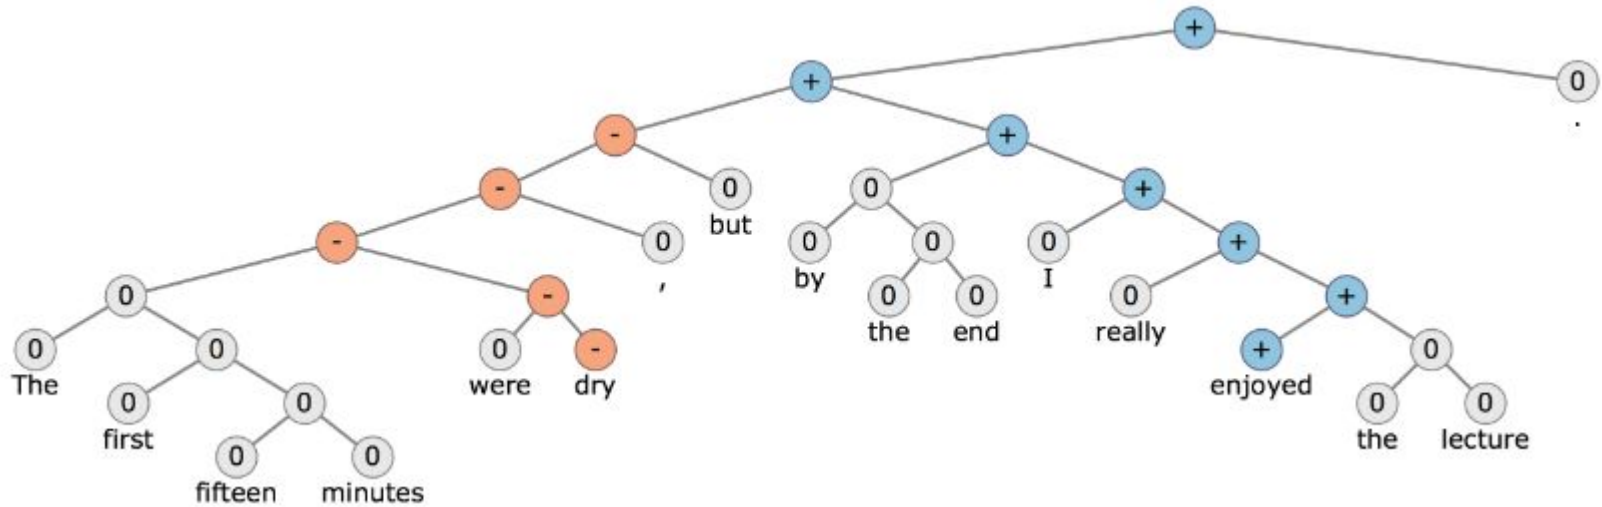 +
+ 0
.
- +
- 0 0 +
but
- 0 0 0 0 +
, by I
0 - 0 0 0 +
the end really
0 0 0 - + 0
The were dry enjoyed
0 0 0 0
first the lecture
0 0
fifteen minutes